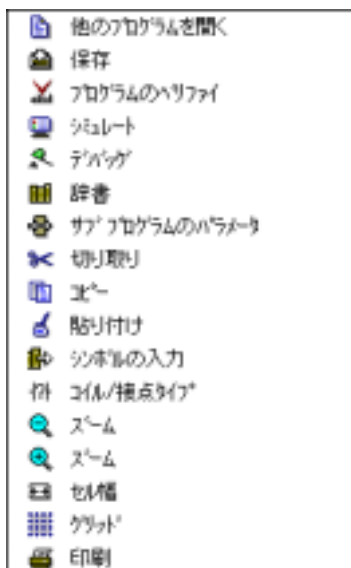 他のﾌﾟﾛｸﾞﾗﾑを開く
保存
ﾌﾟﾛｸﾞﾗﾑのﾍﾞﾘﾌｧｲ
ｼﾐｭﾚｰﾄ
ﾃﾞﾊﾞｯｸﾞ
辞書
ｻﾌﾞﾌﾟﾛｸﾞﾗﾑのﾊﾟﾗﾒｰﾀ
切り取り
ｺﾋﾟｰ
貼り付け
ｼﾝﾎﾞﾙの入力
ｺｲﾙ/接点ﾀｲﾌﾟ
ｽﾞｰﾑ
ｽﾞｰﾑ
ｾﾙ幅
ｸﾞﾘｯﾄﾞ
印刷